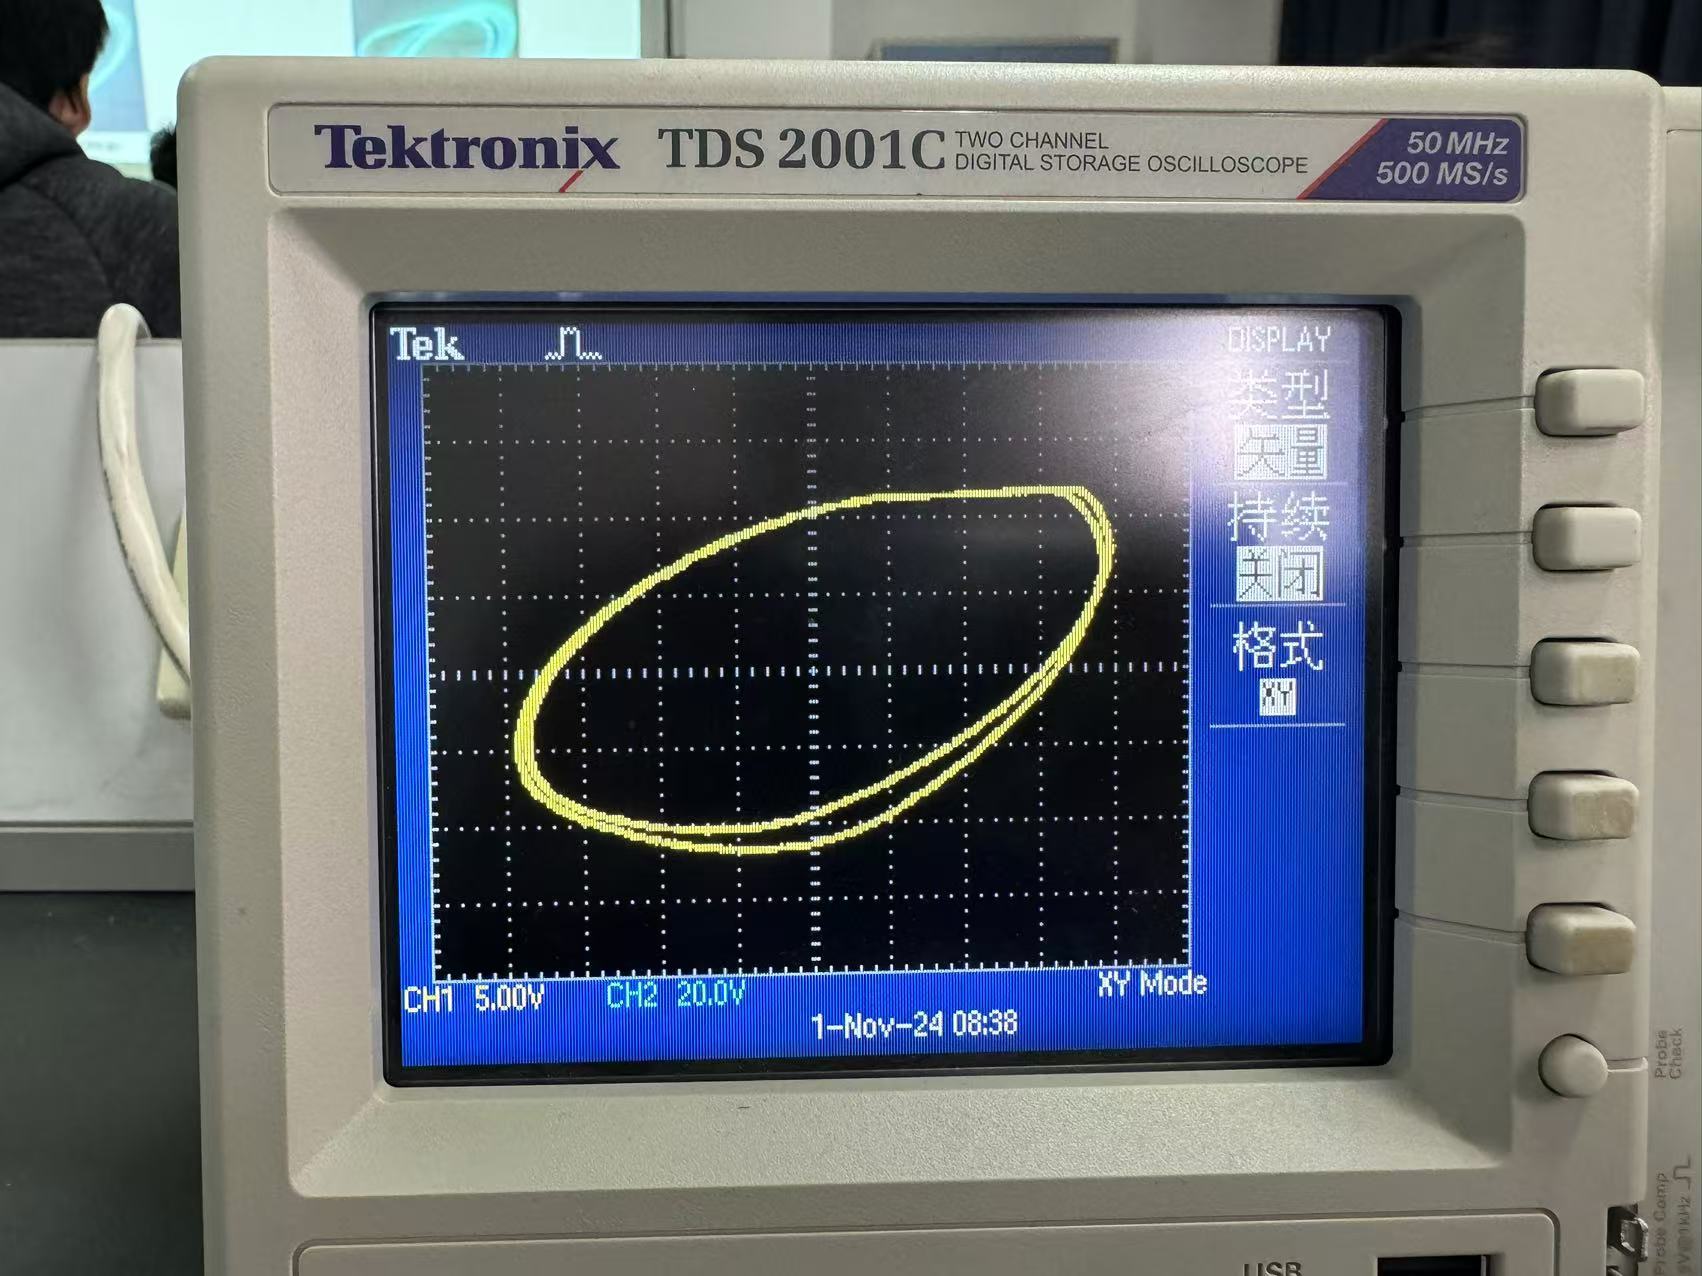 Tektronix TDS 2001C TWO CHANNEL DIGITAL STORAGE OSCILLOSCOPE
50 MHz
500 MS/s
Tek
DISPLAY
类型
矢量
持续
关闭
格式
XY
CH1 5.00V CH2 20.0V XY Mode
1-Nov-24 08:38
Probe Check
Probe Comp
5V@1kHz
USB